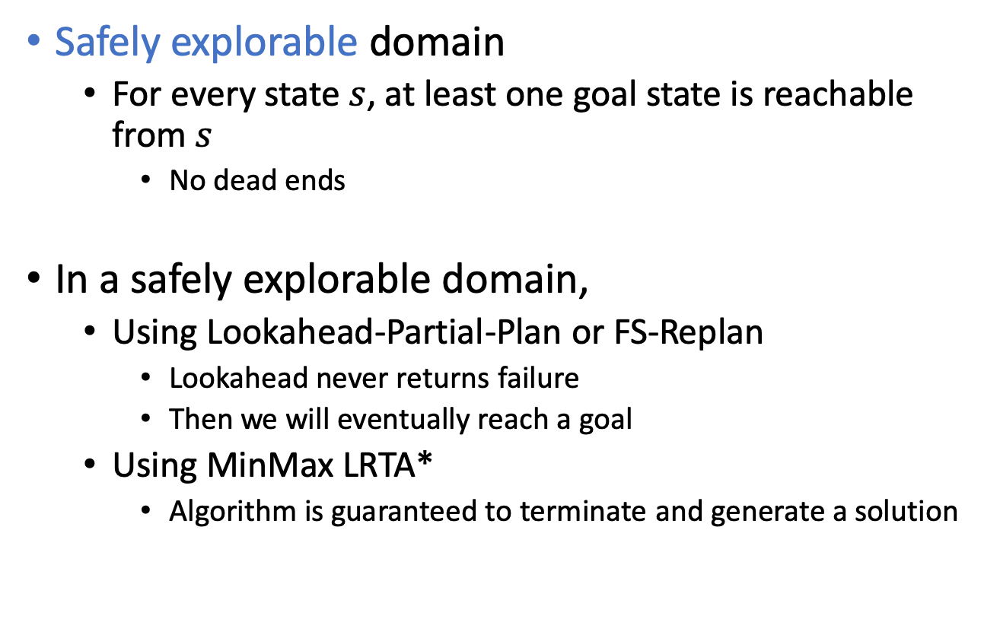 • Safely explorable domain
• For every state s, at least one goal state is reachable
from s
• No dead ends
• In a safely explorable domain,
• Using Lookahead-Partial-Plan or FS-Replan
• Lookahead never returns failure
• Then we will eventually reach a goal
• Using MinMax LRTA*
• Algorithm is guaranteed to terminate and generate a solution